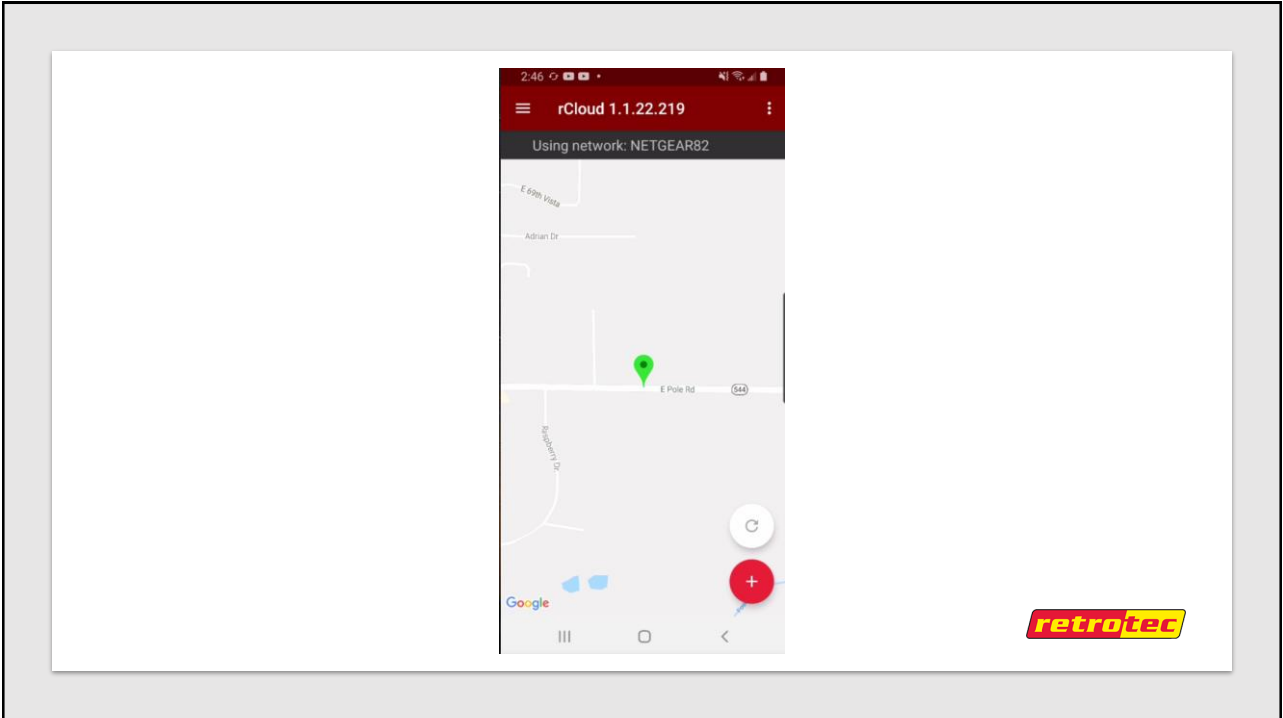 2:46
rCloud 1.1.22.219
Using network: NETGEAR82
E 69th Vista
Adrian Dr
E Pole Rd
544
Raspberry Dr
Google
retrotec